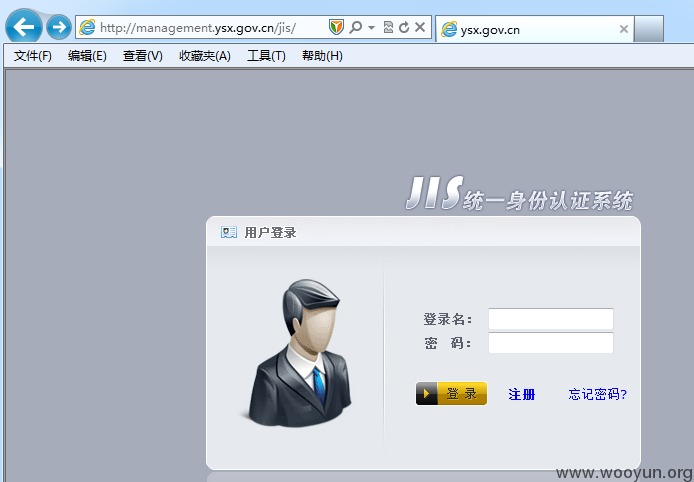 http://management.ysx.gov.cn/jis/
ysx.gov.cn
文件(F) 编辑(E) 查看(V) 收藏夹(A) 工具(T) 帮助(H)
JIS统一身份认证系统
用户登录
登录名：
密 码：
登 录 注册 忘记密码?
www.wooyun.org